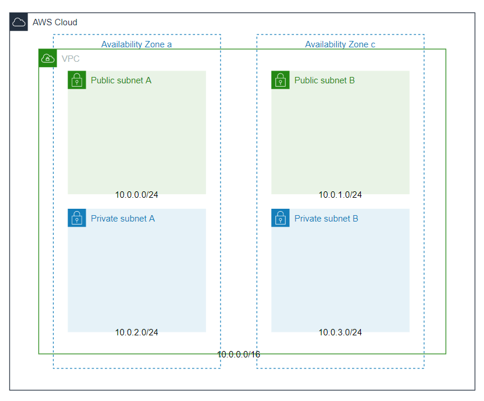 AWS Cloud
Availability Zone a
Availability Zone c
VPC
Public subnet A
Public subnet B
10.0.0.0/24
10.0.1.0/24
Private subnet A
Private subnet B
10.0.2.0/24
10.0.3.0/24
10.0.0.0/16